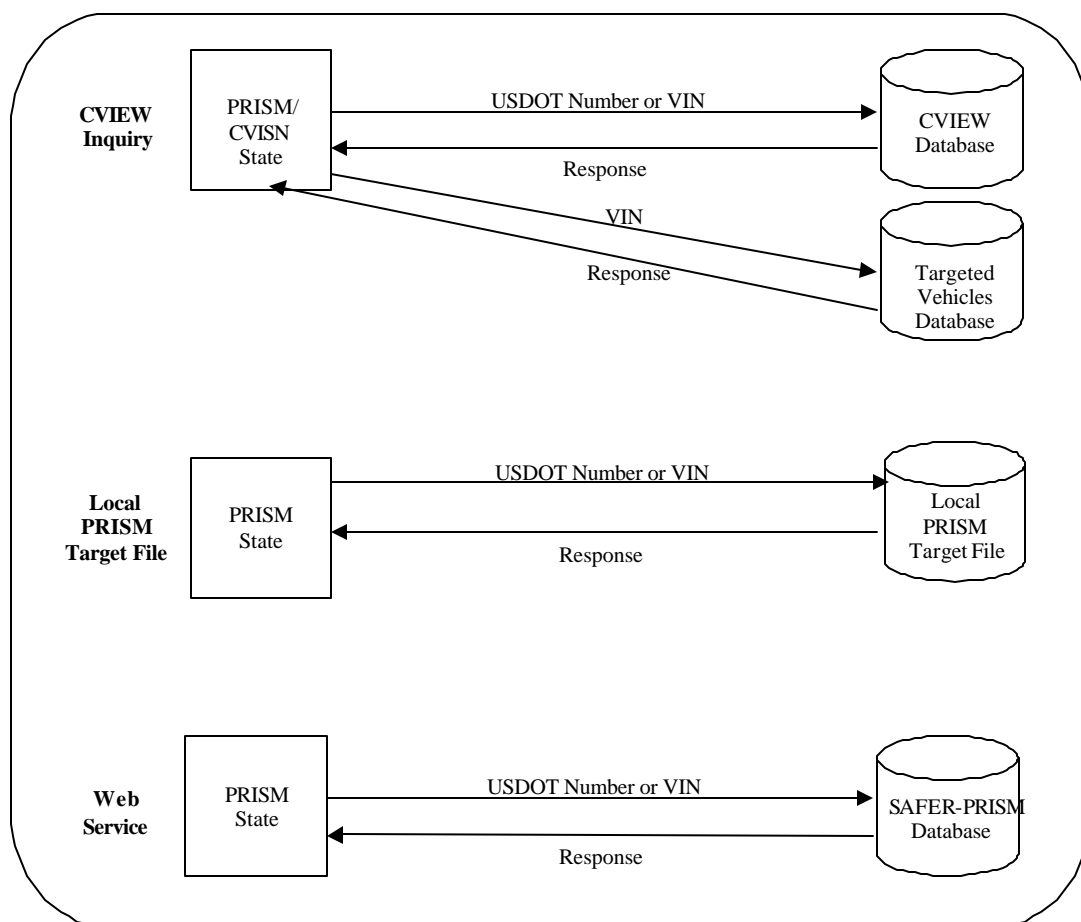 CVIEW
Inquiry
PRISM/
CVISN
State
USDOT Number or VIN
Response
CVIEW
Database
VIN
Response
Targeted
Vehicles
Database
Local
PRISM
Target File
PRISM
State
USDOT Number or VIN
Response
Local
PRISM
Target File
Web
Service
PRISM
State
USDOT Number or VIN
Response
SAFER-PRISM
Database